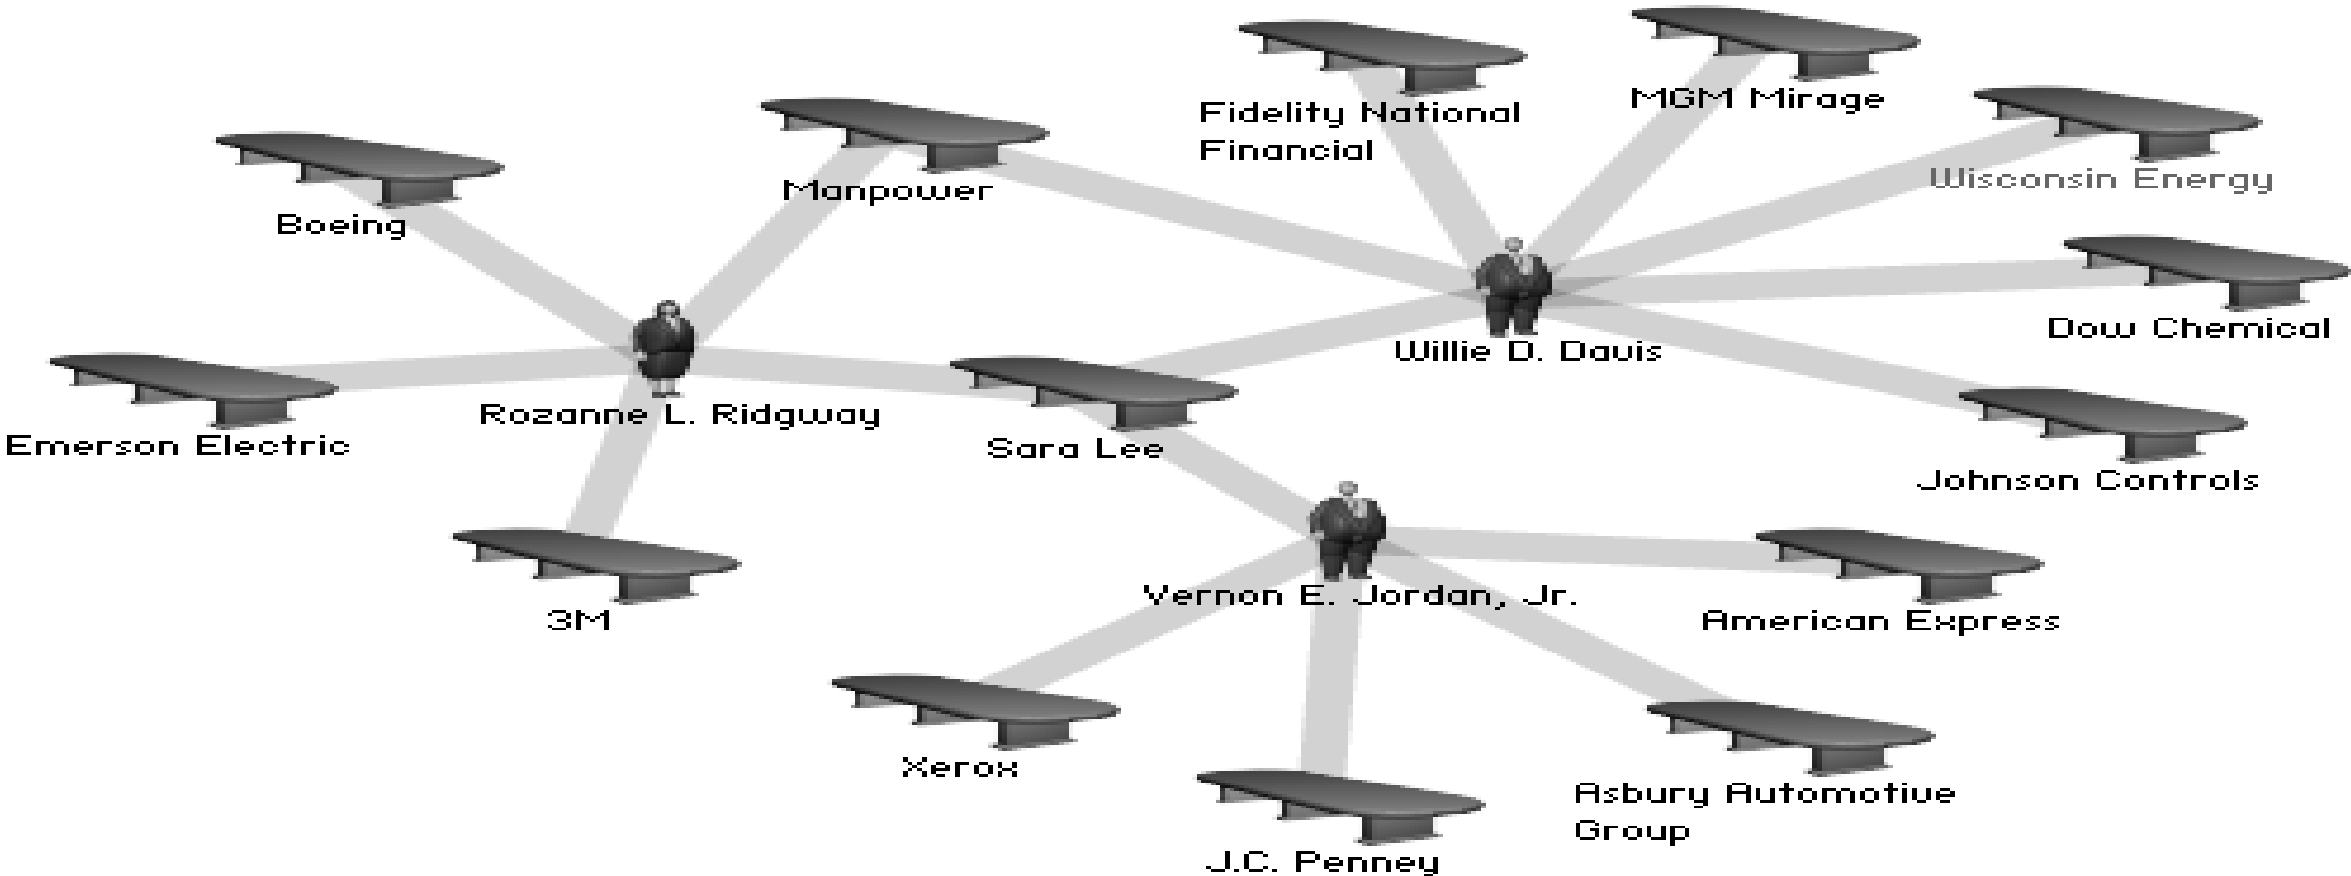 MGM Mirage
Fidelity National
Financial
Wisconsin Energy
Manpower
Boeing
Dow Chemical
Willie D. Davis
Rozanne L. Ridgway
Emerson Electric
Sara Lee
Johnson Controls
Vernon E. Jordan, Jr.
3M
American Express
Xerox
Asbury Automotive
Group
J.C. Penney